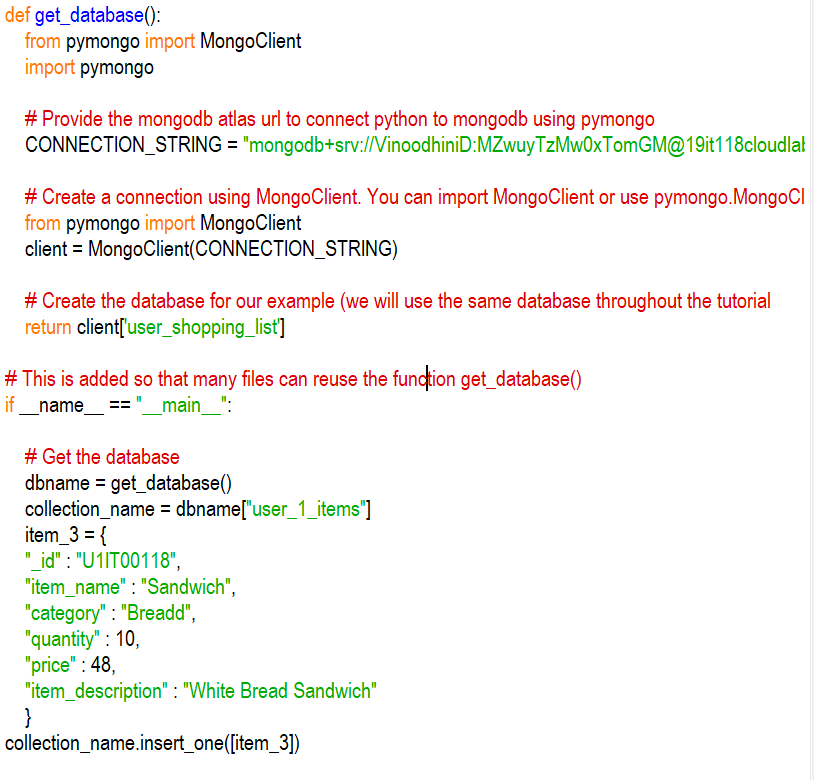 def get_database():
from pymongo import MongoClient
import pymongo
# Provide the mongodb atlas url to connect python to mongodb using pymongo
CONNECTION_STRING = "mongodb+srv://VinoodhiniD:MZwuyTzMw0xTomGM@19it118cloudlab
# Create a connection using MongoClient. You can import MongoClient or use pymongo.MongoCl
from pymongo import MongoClient
client = MongoClient(CONNECTION_STRING)
# Create the database for our example (we will use the same database throughout the tutorial
return client['user_shopping_list']
# This is added so that many files can reuse the function get_database()
if __name__ == "__main__":
# Get the database
dbname = get_database()
collection_name = dbname["user_1_items"]
item_3 = {
"_id" : "U1IT00118",
"item_name" : "Sandwich",
"category" : "Breadd",
"quantity" : 10,
"price" : 48,
"item_description" : "White Bread Sandwich"
}
collection_name.insert_one([item_3])